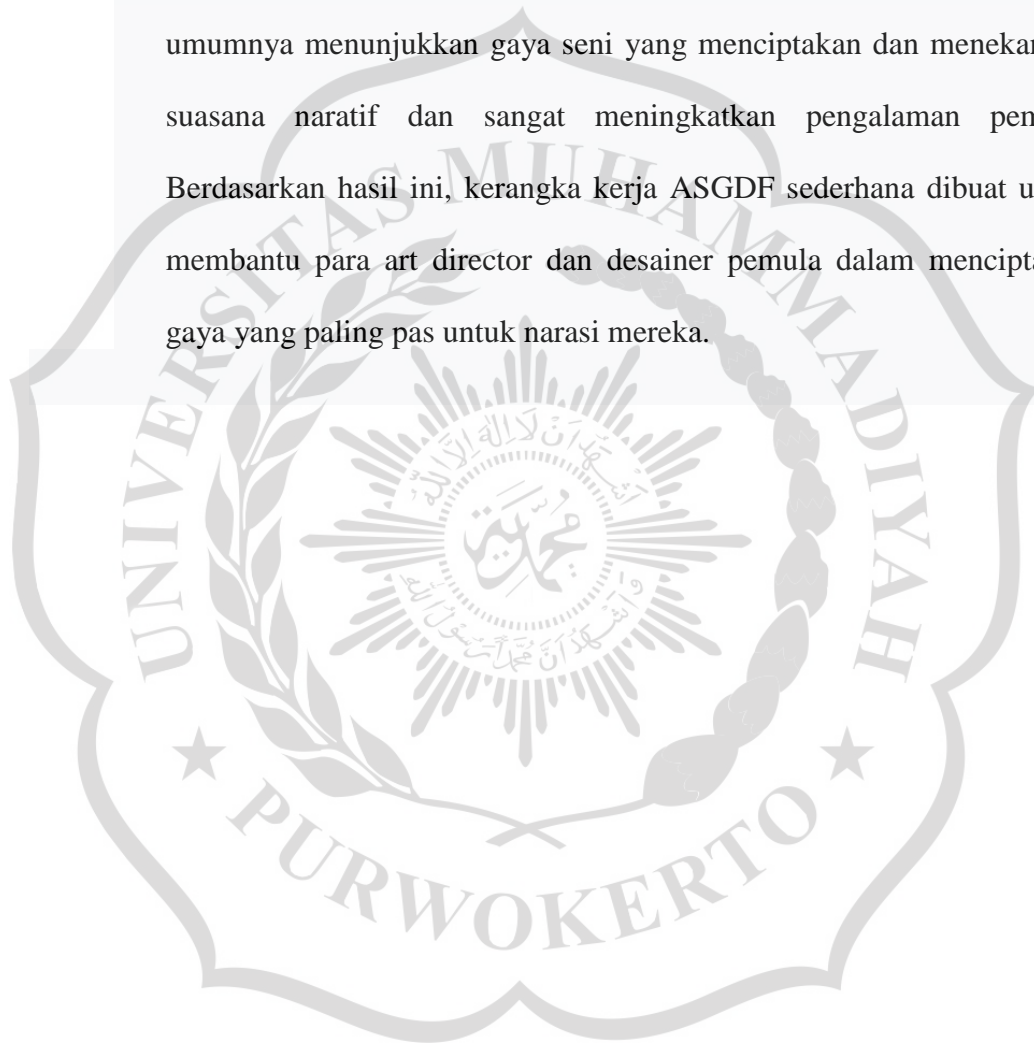 umumnya menunjukkan gaya seni yang menciptakan dan menekan
suasana naratif dan sangat meningkatkan pengalaman pen
Berdasarkan hasil ini, kerangka kerja ASGDF sederhana dibuat u
membantu para art director dan desainer pemula dalam mencipta
gaya yang paling pas untuk narasi mereka.
UNIVERSITAS MUHAMMADIYAH
PURWOKERTO